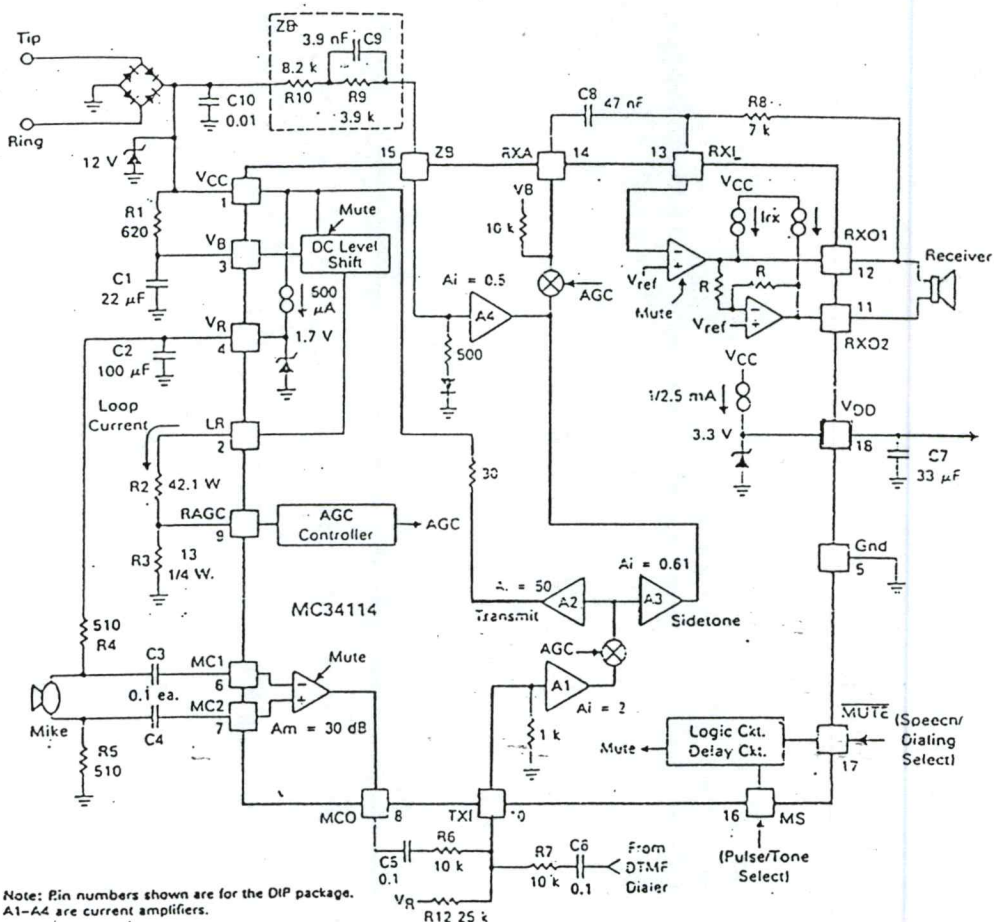 Tip
Ring
ZB
3.9 nF C9
8.2 k
R10
R9
3.9 k
C10
0.01
12 V
C8
47 nF
R8
7 k
15
ZB
RXA
14
13
RXI
VCC
1
R1
620
VB
3
C1
22 μF
Mute
DC Level
Shift
500
μA
1.7 V
VR
4
C2
100 μF
Loop
Current
LR
2
R2
42.1 W
RAGC
9
R3
13
1/4 W.
AGC
Controller
AGC
VB
10 k
AGC
Ai = 0.5
A4
500
VCC
Irx
Vref
Mute
R
R
Vref
RXO1
12
Receiver
11
RXO2
VCC
1/2.5 mA
3.3 V
VDD
18
C7
33 μF
Gnd
5
30
Ai = 0.61
A3
Sidetone
A. = 50
A2
Transmit
MC34114
AGC
A1
Ai = 2
1 k
510
R4
C3
0.1 ea.
C4
Mike
R5
510
MC1
6
MC2
7
Mute
Am = 30 dB
Mute
Logic Ckt.
Delay Ckt.
MUTE
17
(Speech/
Dialing
Select)
16
MS
(Pulse/Tone
Select)
MCO
8
TXI
10
C5
0.1
R6
10 k
R7
10 k
C6
0.1
From
DTMF
Dialer
VR
R12 25 k
Note: Pin numbers shown are for the DIP package.
A1-A4 are current amplifiers.